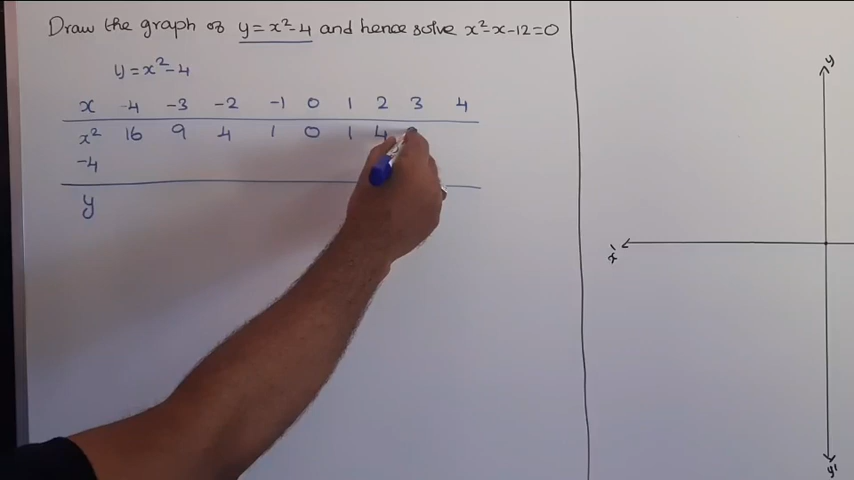 Draw the graph of y = x²-4 and hence solve x²-x-12=0
y = x²-4
x -4 -3 -2 -1 0 1 2 3 4
x² 16 9 4 1 0 1 4
-4
y
y
x'
y'